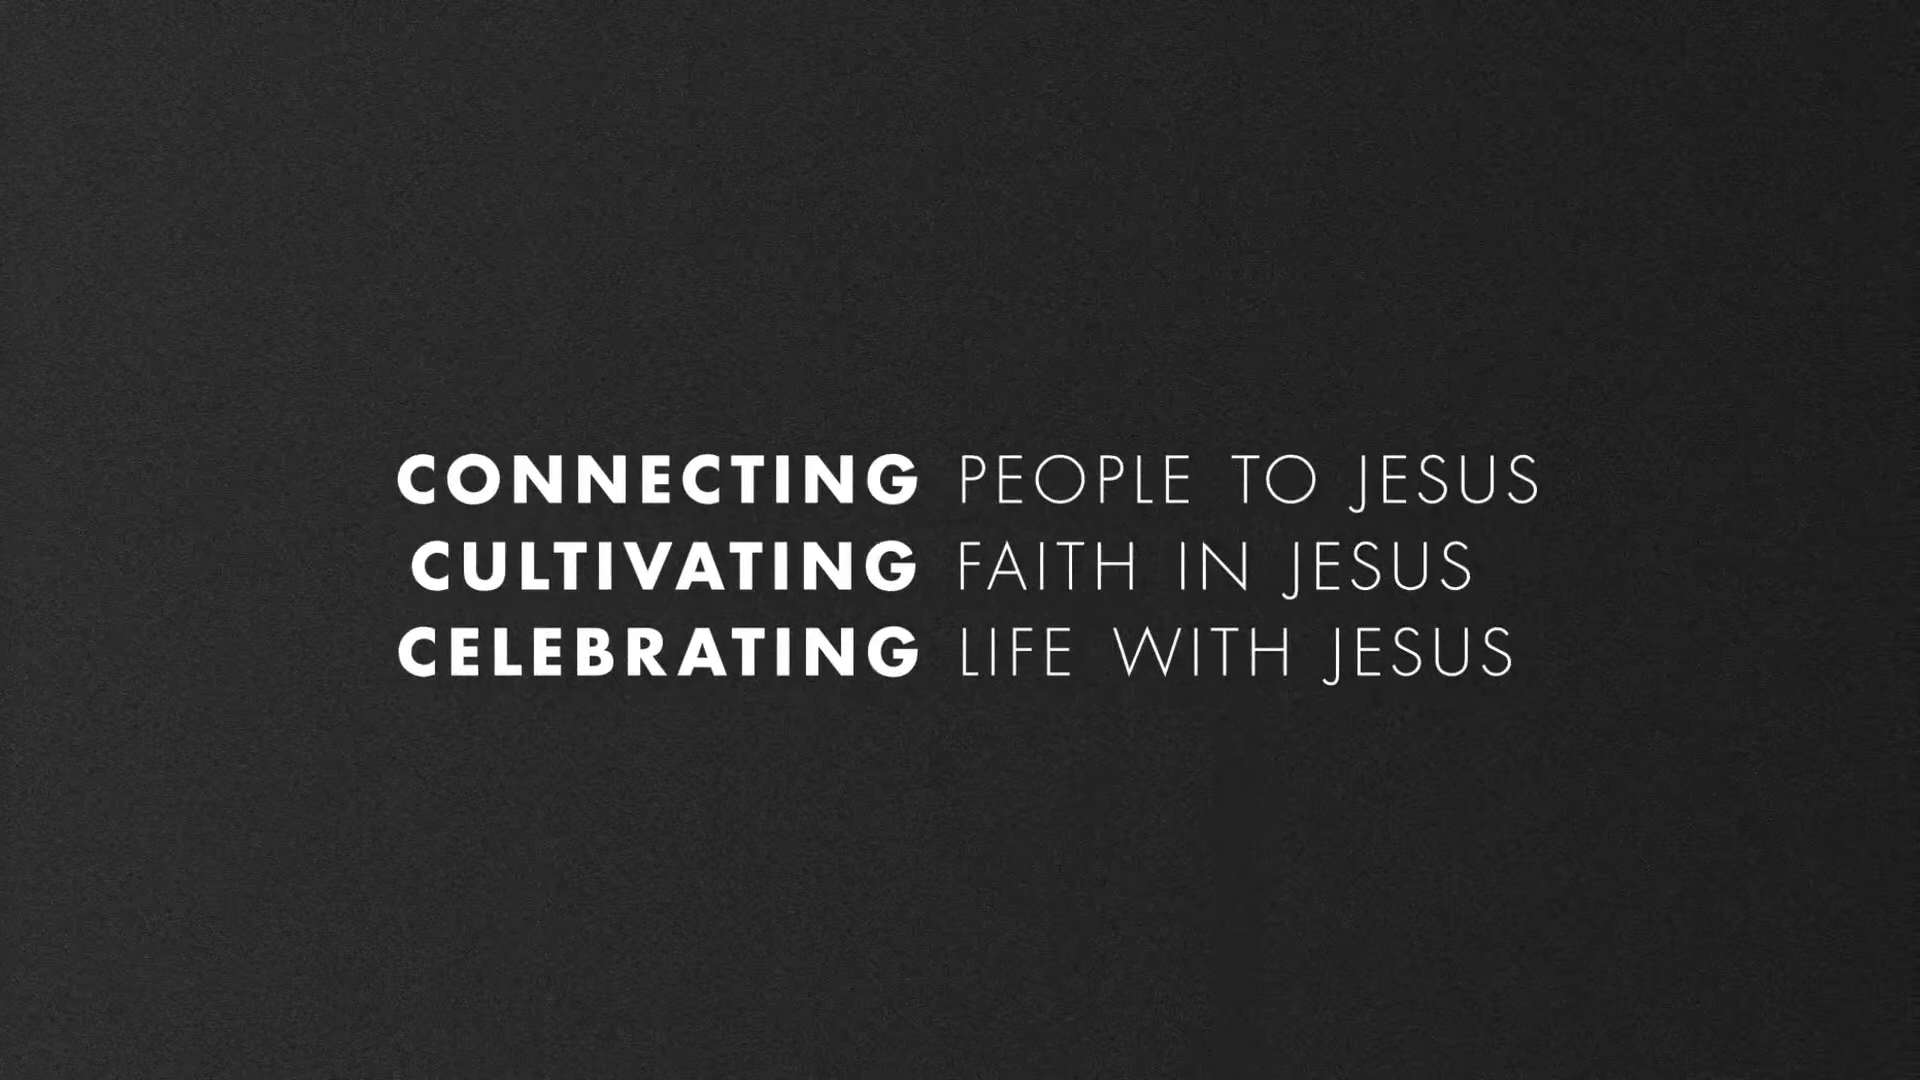 CONNECTING PEOPLE TO JESUS
CULTIVATING FAITH IN JESUS
CELEBRATING LIFE WITH JESUS